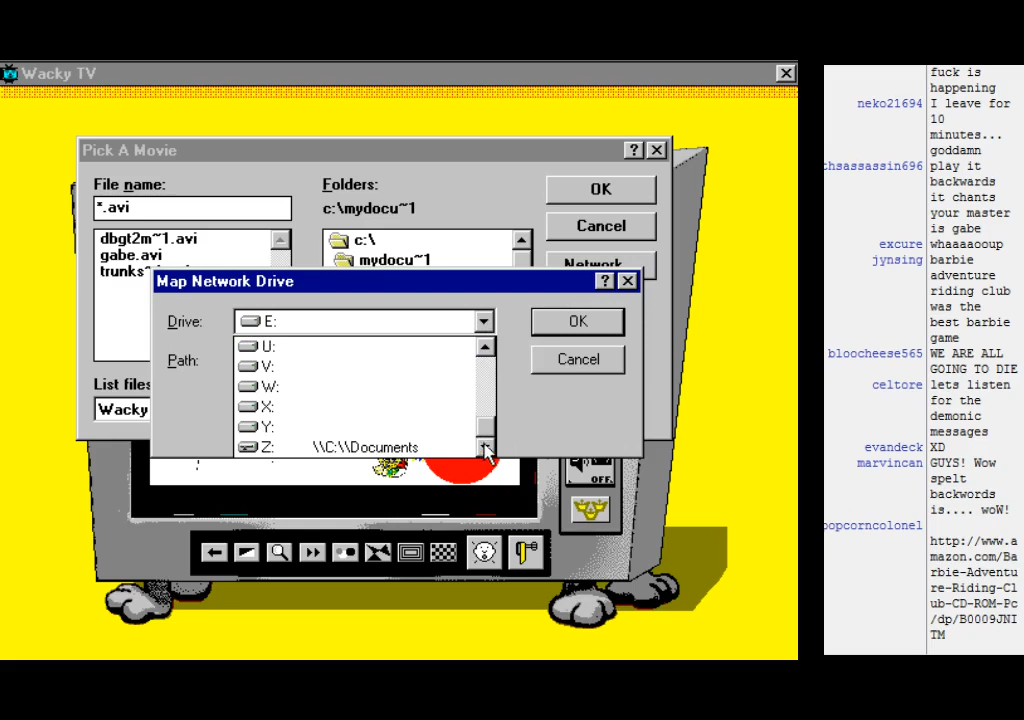 Wacky TV
Pick A Movie
File name:
*.avi
dbgt2m~1.avi
gabe.avi
List files
Wacky
Folders:
c:\mydocu~1
c:\
mydocu~1
OK
Cancel
Network
Map Network Drive
Drive:
E:
Path:
U:
V:
W:
X:
Y:
Z: \\C:\\Documents
OK
Cancel
OFF.
fuck is
happening
neko21694 I leave for
10
minutes...
goddamn
hsassassin696 play it
backwards
it chants
your master
is gabe
excure whaaaaooup
jynsing barbie
adventure
riding club
was the
best barbie
game
bloocheese565 WE ARE ALL
GOING TO DIE
celtore lets listen
for the
demonic
messages
evandeck XD
marvincan GUYS! Wow
spelt
backwords
is.... woW!
opcorncolonel
http://www.a
mazon.com/Ba
rbie-Adventu
re-Riding-Cl
ub-CD-ROM-Pc
/dp/B0009JNI
TM